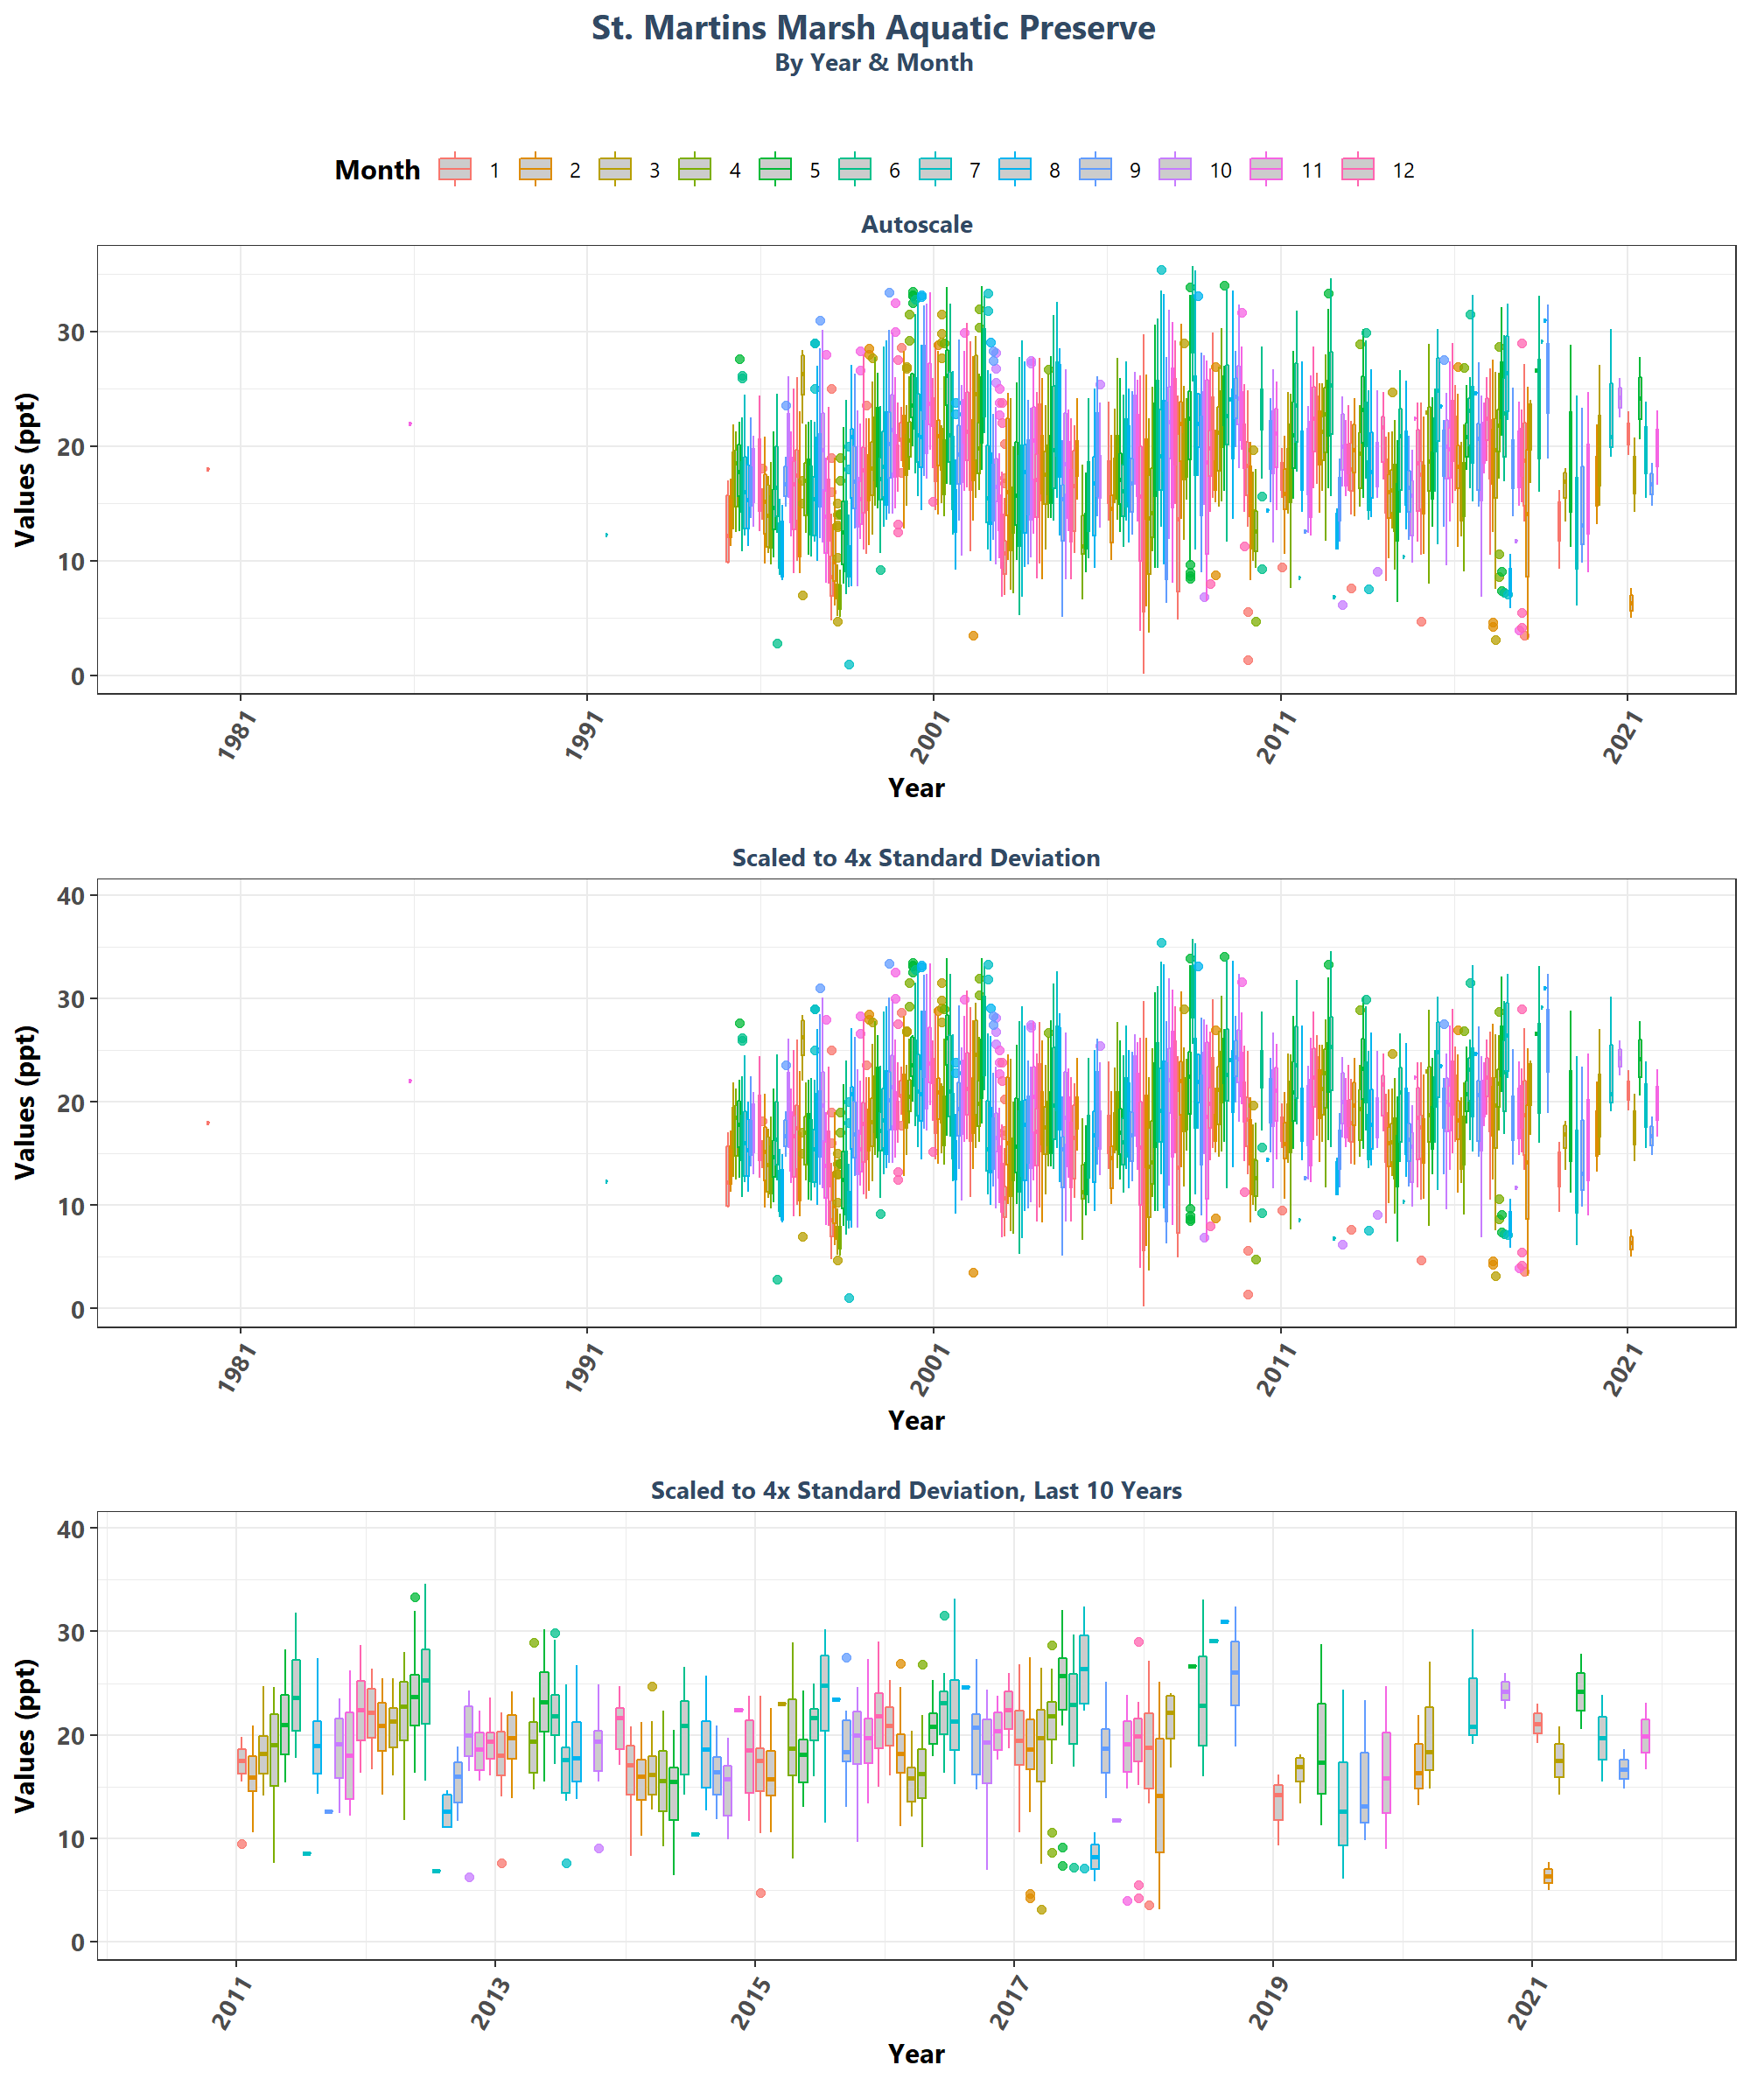 St. Martins Marsh Aquatic Preserve
By Year & Month
Month 1 2 3 4 5 6 7 8 9 10 11 12
Autoscale
Values (ppt)
30
20
10
0
1981 1991 2001 2011 2021
Year
Scaled to 4x Standard Deviation
Values (ppt)
40
30
20
10
0
1981 1991 2001 2011 2021
Year
Scaled to 4x Standard Deviation, Last 10 Years
Values (ppt)
40
30
20
10
0
2011 2013 2015 2017 2019 2021
Year